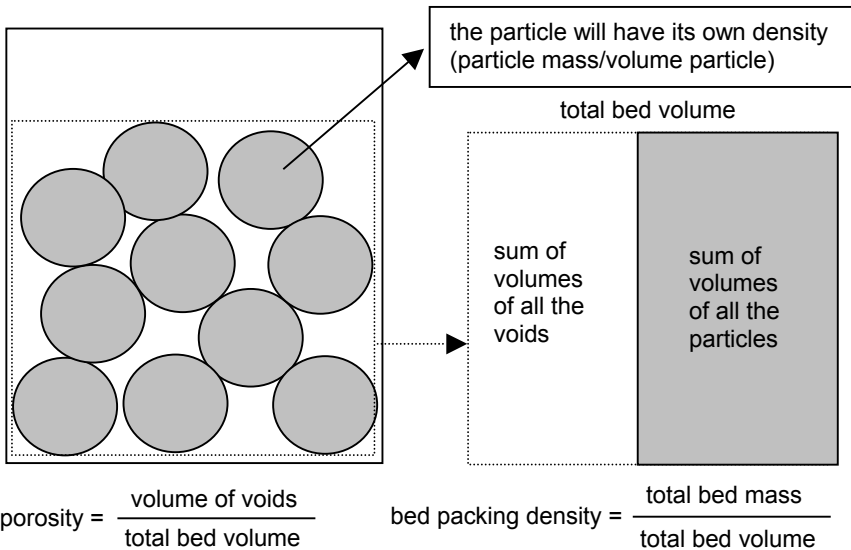 the particle will have its own density
(particle mass/volume particle)
total bed volume
sum of
volumes
of all the
voids
sum of
volumes
of all the
particles
porosity = volume of voids
total bed volume
bed packing density = total bed mass
total bed volume